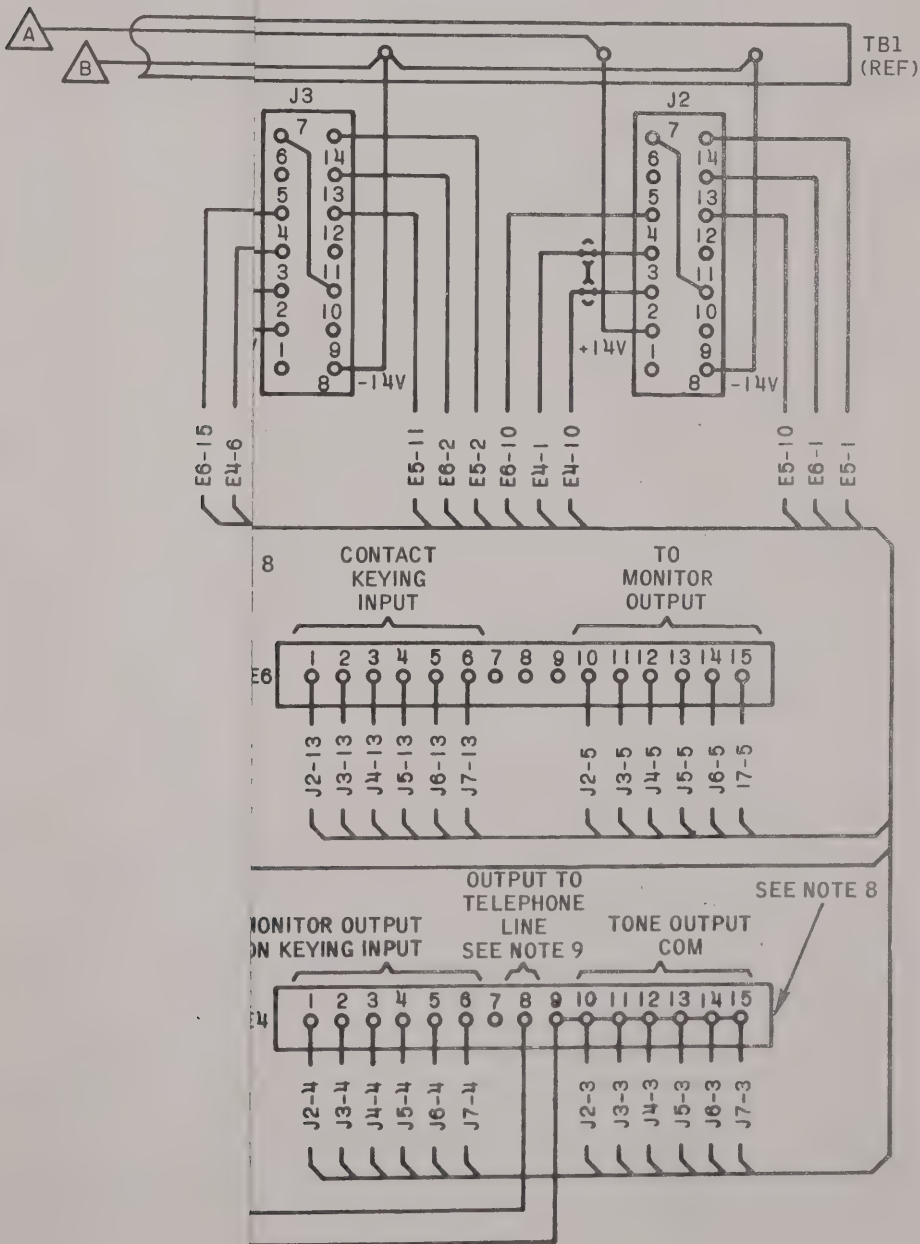 A
B
TB1
(REF)
J3
J2
7
6
5
4
3
2
1
14
13
12
11
10
9
8
-14V
7
6
5
4
3
2
1
14
13
12
11
10
9
8
+14V
-14V
E6-15
E4-6
E5-11
E6-2
E5-2
E6-10
E4-1
E4-10
E5-10
E6-1
E5-1
8
CONTACT
KEYING
INPUT
TO
MONITOR
OUTPUT
E6
1 2 3 4 5 6 7 8 9 10 11 12 13 14 15
J2-13
J3-13
J4-13
J5-13
J6-13
J7-13
J2-5
J3-5
J4-5
J5-5
J6-5
J7-5
OUTPUT TO
TELEPHONE
LINE
SEE NOTE 9
SEE NOTE 8
MONITOR OUTPUT
ON KEYING INPUT
TONE OUTPUT
COM
E4
1 2 3 4 5 6 7 8 9 10 11 12 13 14 15
J2-4
J3-4
J4-4
J5-4
J6-4
J7-4
J2-3
J3-3
J4-3
J5-3
J6-3
J7-3